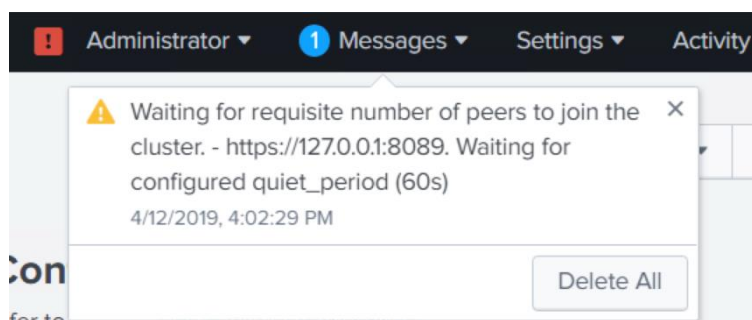 ! Administrator ▾ 1 Messages ▾ Settings ▾ Activity
Waiting for requisite number of peers to join the
cluster. - https://127.0.0.1:8089. Waiting for
configured quiet_period (60s)
4/12/2019, 4:02:29 PM
Con
Delete All